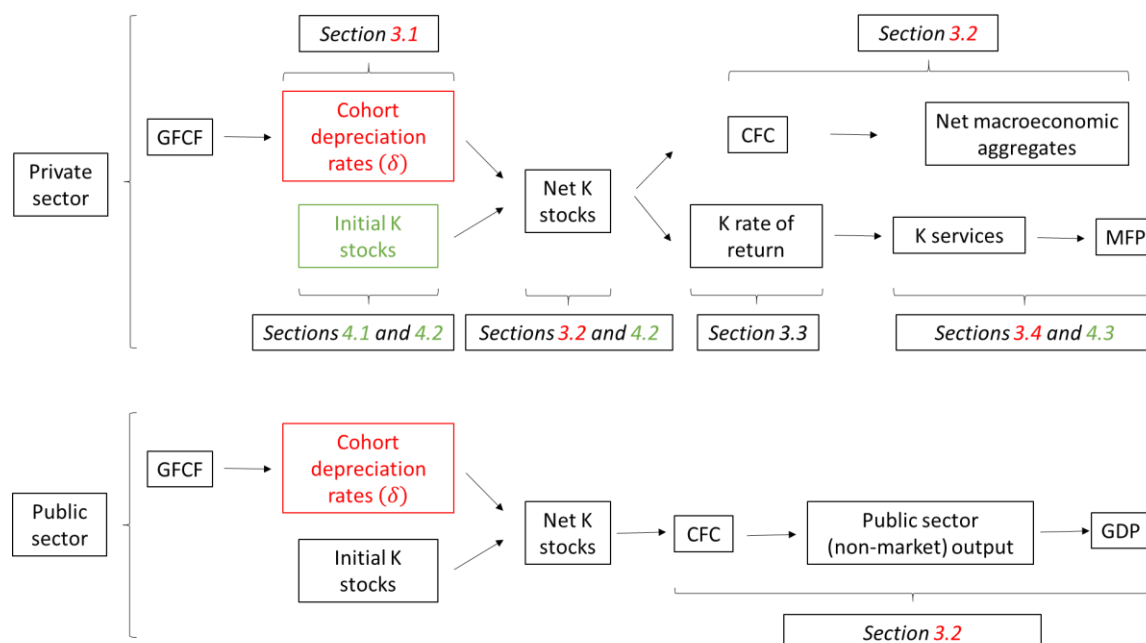 Section 3.1
Section 3.2
Private
sector
GFCF
Cohort
depreciation
rates (δ)
Initial K
stocks
Net K
stocks
CFC
Net macroeconomic
aggregates
K rate of
return
K services
MFP
Sections 4.1 and 4.2
Sections 3.2 and 4.2
Section 3.3
Sections 3.4 and 4.3
Public
sector
GFCF
Cohort
depreciation
rates (δ)
Initial K
stocks
Net K
stocks
CFC
Public sector
(non-market) output
GDP
Section 3.2